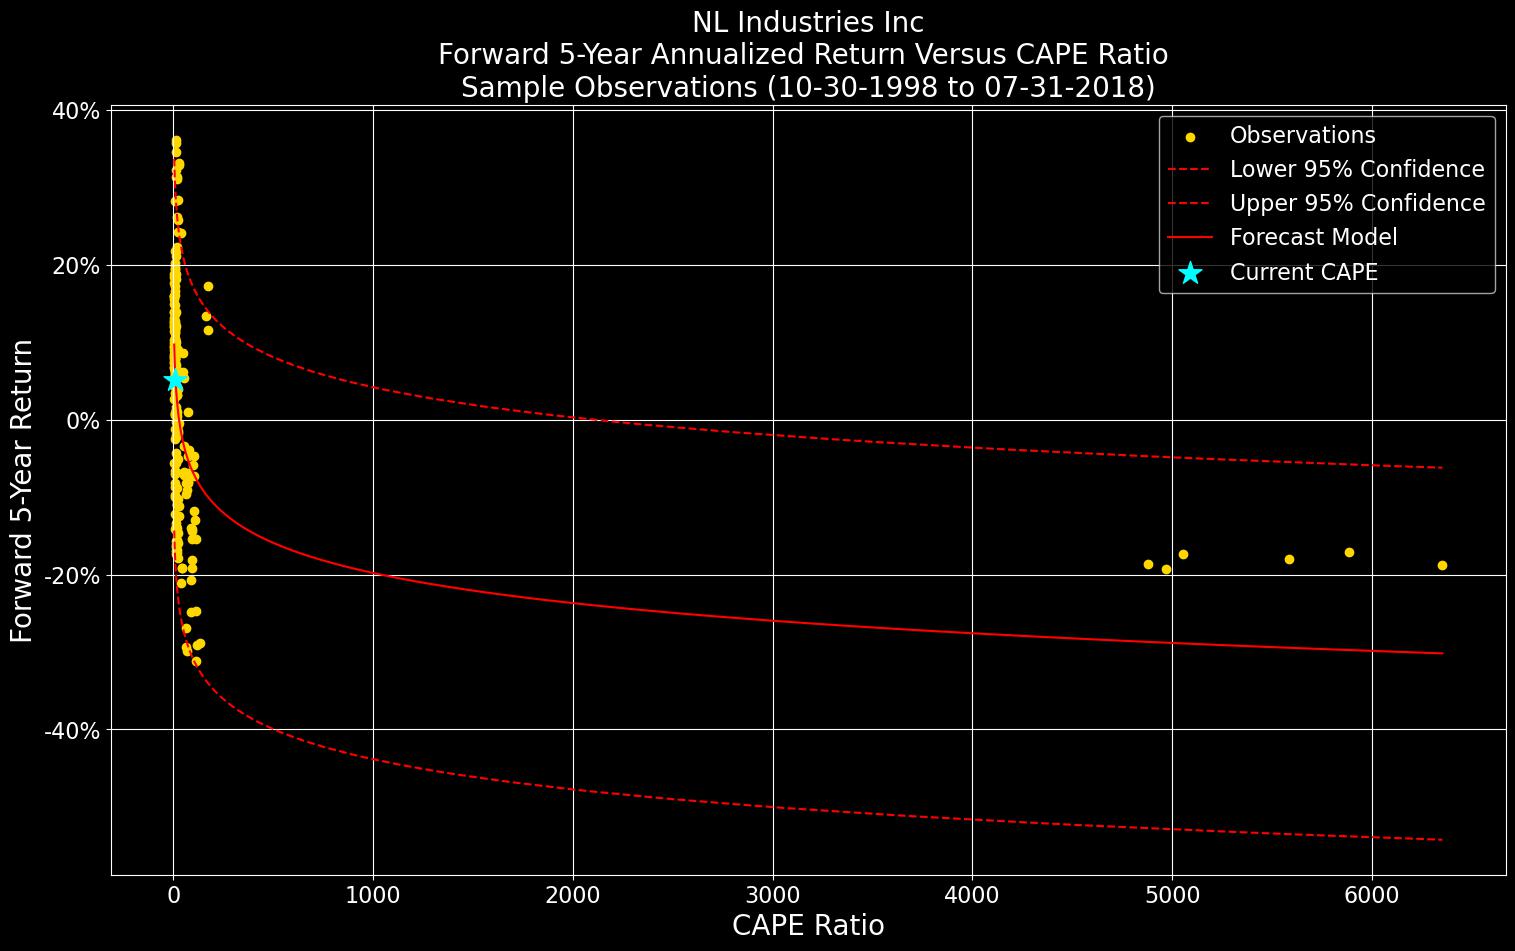 NL Industries Inc
Forward 5-Year Annualized Return Versus CAPE Ratio
Sample Observations (10-30-1998 to 07-31-2018)
Forward 5-Year Return
40%
20%
0%
-20%
-40%
Observations
Lower 95% Confidence
Upper 95% Confidence
Forecast Model
Current CAPE
0
1000
2000
3000
4000
5000
6000
CAPE Ratio